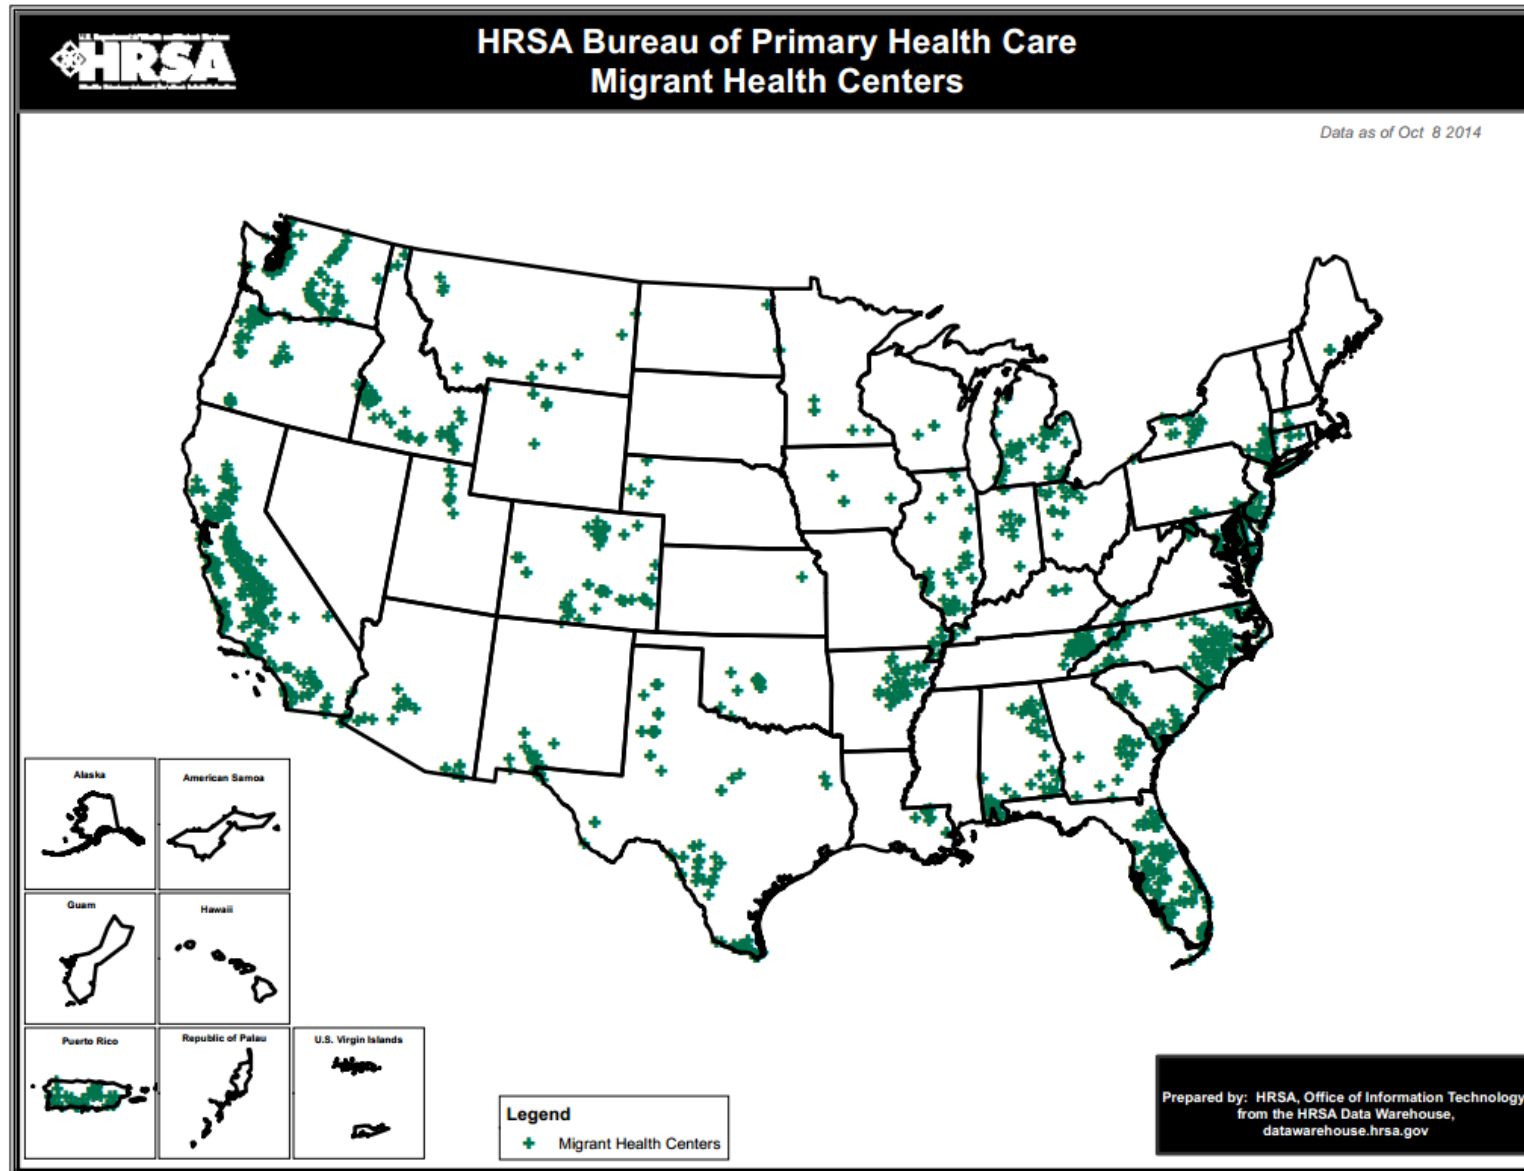 HRSA
HRSA Bureau of Primary Health Care
Migrant Health Centers
Data as of Oct 8 2014
Alaska
American Samoa
Guam
Hawaii
Puerto Rico
Republic of Palau
U.S. Virgin Islands
Legend
Migrant Health Centers
Prepared by: HRSA, Office of Information Technology
from the HRSA Data Warehouse,
datawarehouse.hrsa.gov